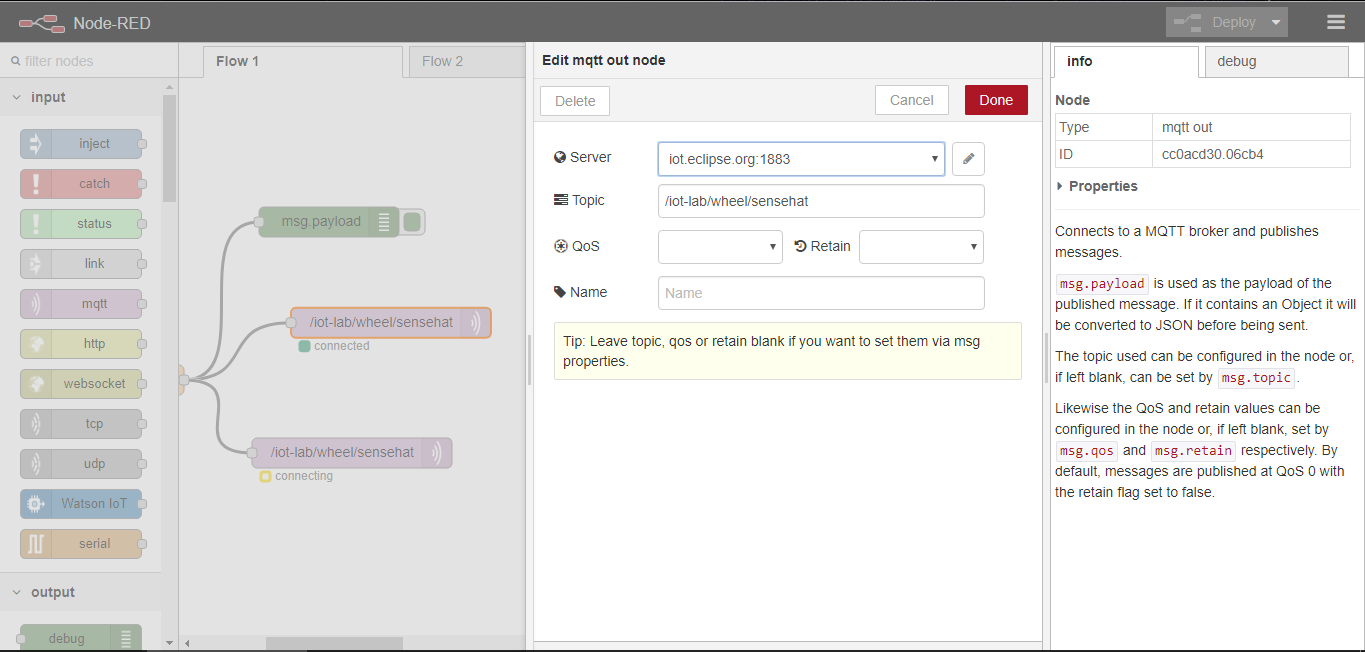 Node-RED
Deploy
filter nodes
input
inject
catch
status
link
mqtt
http
websocket
tcp
udp
Watson IoT
serial
output
debug
Flow 1
Flow 2
msg.payload
/iot-lab/wheel/sensehat
connected
/iot-lab/wheel/sensehat
connecting
Edit mqtt out node
Delete
Cancel
Done
Server
iot.eclipse.org:1883
Topic
/iot-lab/wheel/sensehat
QoS
Retain
Name
Name
Tip: Leave topic, qos or retain blank if you want to set them via msg
properties.
info
debug
Node
Type mqtt out
ID cc0acd30.06cb4
Properties
Connects to a MQTT broker and publishes
messages.
msg.payload is used as the payload of the
published message. If it contains an Object it will
be converted to JSON before being sent.
The topic used can be configured in the node or,
if left blank, can be set by msg.topic.
Likewise the QoS and retain values can be
configured in the node or, if left blank, set by
msg.qos and msg.retain respectively. By
default, messages are published at QoS 0 with
the retain flag set to false.